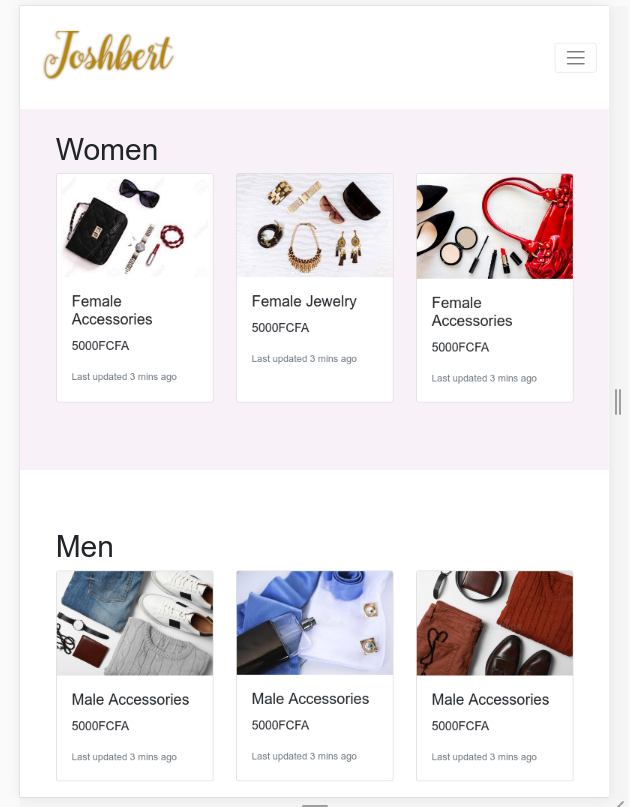 Joshbert
Women
Female
Accessories
5000FCFA
Last updated 3 mins ago
Female Jewelry
5000FCFA
Last updated 3 mins ago
Female
Accessories
5000FCFA
Last updated 3 mins ago
Men
Male Accessories
5000FCFA
Last updated 3 mins ago
Male Accessories
5000FCFA
Last updated 3 mins ago
Male Accessories
5000FCFA
Last updated 3 mins ago